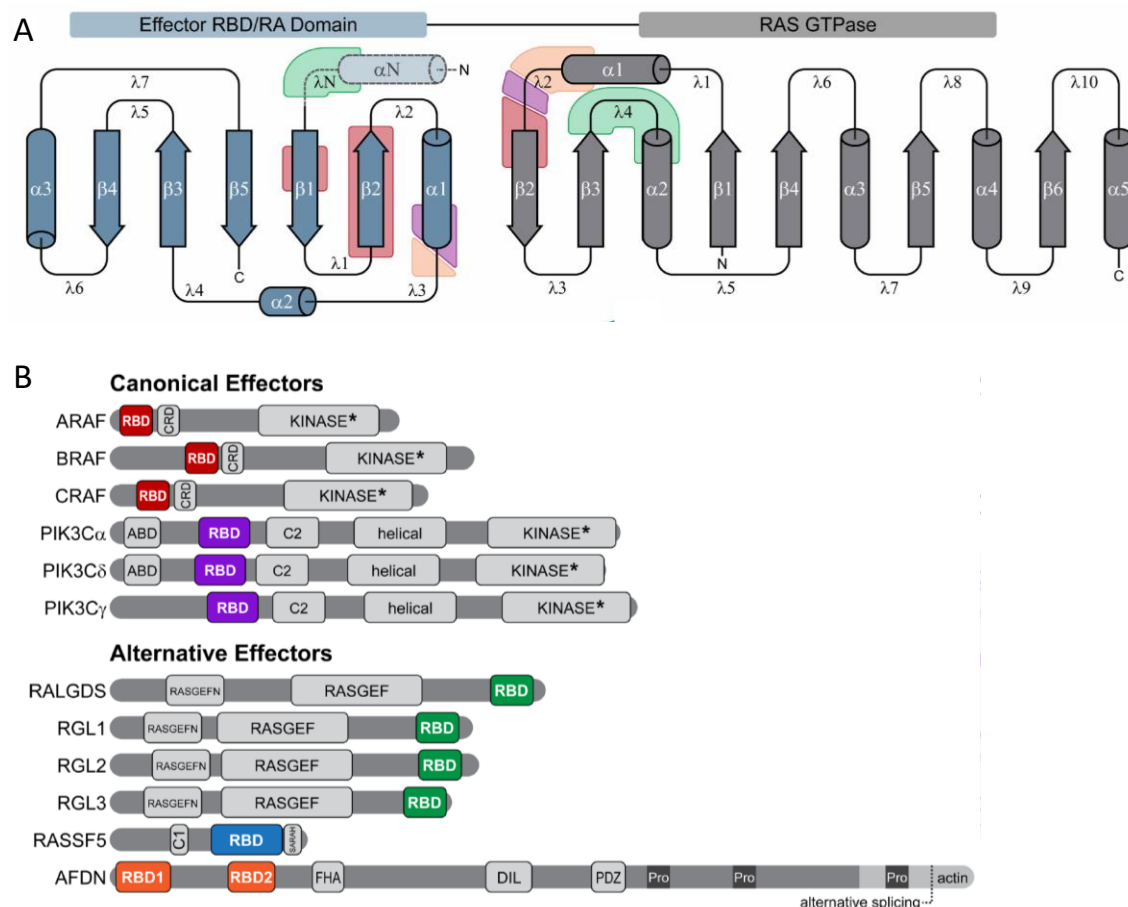 A
Effector RBD/RA Domain
RAS GTPase
λ7
λ5
λN
αN
N
λ2
λ2
α1
λ1
λ4
λ6
λ8
λ10
α3
β4
β3
β5
β1
β2
α1
β2
β3
α2
β1
β4
α3
β5
α4
β6
α5
λ6
λ4
C
α2
λ1
λ3
λ3
N
λ5
λ7
λ9
C
B
Canonical Effectors
ARAF RBD CRD KINASE*
BRAF RBD CRD KINASE*
CRAF RBD CRD KINASE*
PIK3Cα ABD RBD C2 helical KINASE*
PIK3Cδ ABD RBD C2 helical KINASE*
PIK3Cγ RBD C2 helical KINASE*
Alternative Effectors
RALGDS RASGEFN RASGEF RBD
RGL1 RASGEFN RASGEF RBD
RGL2 RASGEFN RASGEF RBD
RGL3 RASGEFN RASGEF RBD
RASSF5 C1 RBD SARAH
AFDN RBD1 RBD2 FHA DIL PDZ Pro Pro Pro actin
alternative splicing